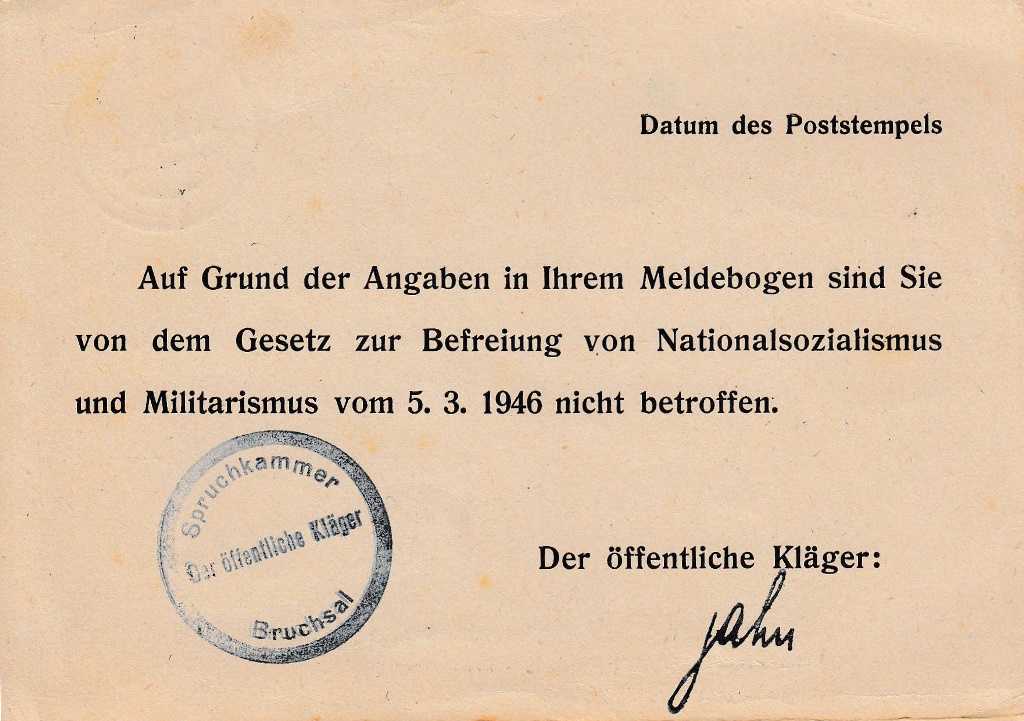 Datum des Poststempels
Auf Grund der Angaben in Ihrem Meldebogen sind Sie
von dem Gesetz zur Befreiung von Nationalsozialismus
und Militarismus vom 5. 3. 1946 nicht betroffen.
Spruchkammer
Der öffentliche Kläger
Bruchsal
Der öffentliche Kläger:
Jahn